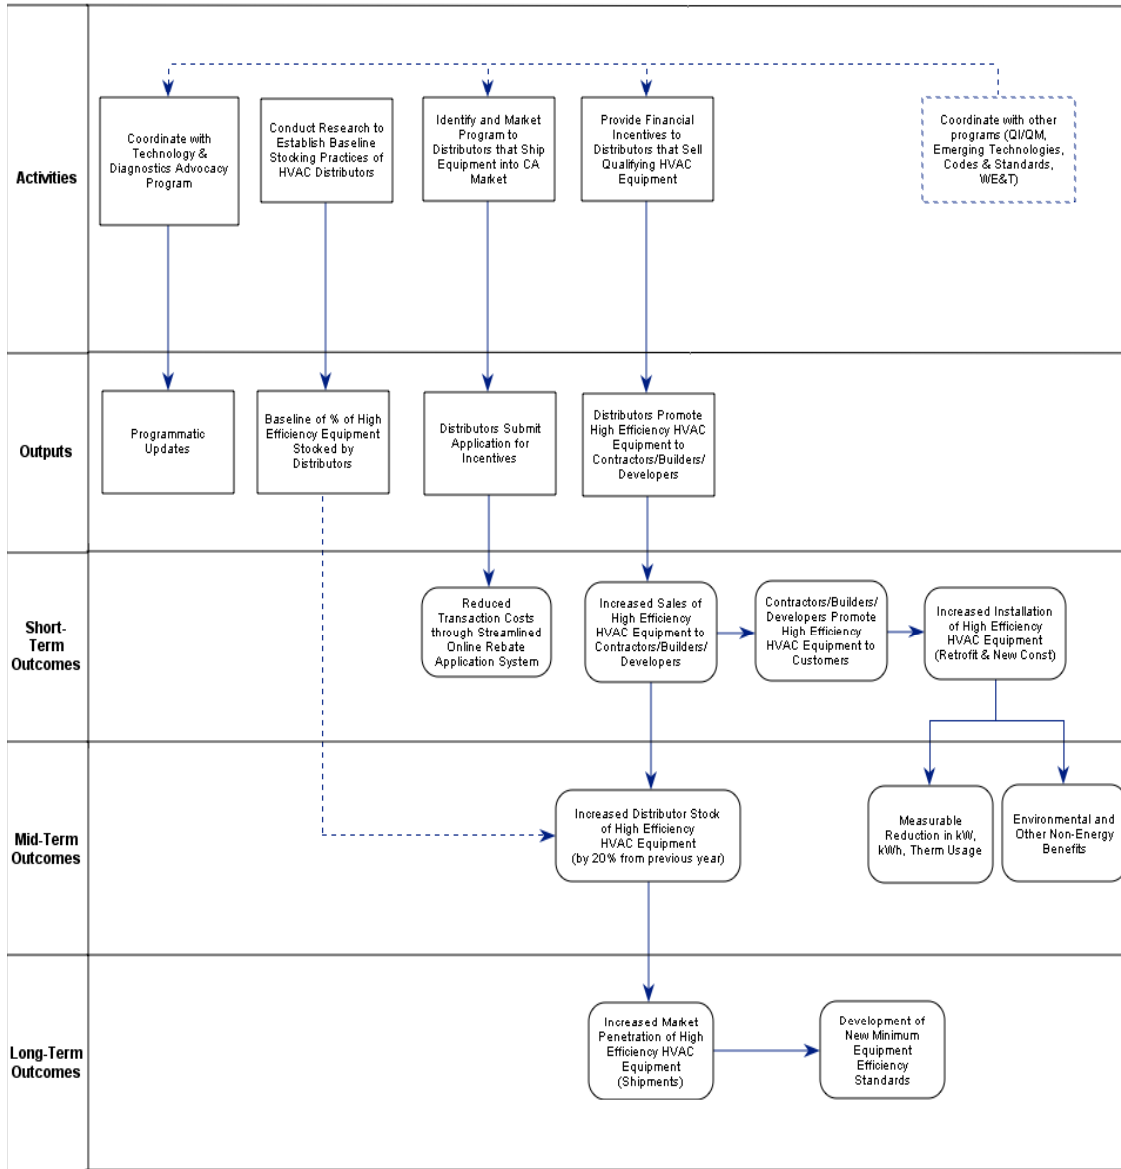 Activities
Coordinate with
Technology &
Diagnostics Advocacy
Program
Conduct Research to
Establish Baseline
Stocking Practices of
HVAC Distributors
Identify and Market
Program to
Distributors that Ship
Equipment into CA
Market
Provide Financial
Incentives to
Distributors that Sell
Qualifying HVAC
Equipment
Coordinate with other
programs (QI/QM,
Emerging Technologies,
Codes & Standards,
WE&T)
Outputs
Programmatic
Updates
Baseline of % of High
Efficiency Equipment
Stocked by
Distributors
Distributors Submit
Application for
Incentives
Distributors Promote
High Efficiency HVAC
Equipment to
Contractors/Builders/
Developers
Short-
Term
Outcomes
Reduced
Transaction Costs
through Streamlined
Online Rebate
Application System
Increased Sales of
High Efficiency
HVAC Equipment to
Contractors/Builders/
Developers
Contractors/Builders/
Developers Promote
High Efficiency
HVAC Equipment to
Customers
Increased Installation
of High Efficiency
HVAC Equipment
(Retrofit & New Const)
Mid-Term
Outcomes
Increased Distributor Stock
of High Efficiency
HVAC Equipment
(by 20% from previous year)
Measurable
Reduction in kW,
kWh, Therm Usage
Environmental and
Other Non-Energy
Benefits
Long-Term
Outcomes
Increased Market
Penetration of High
Efficiency HVAC
Equipment
(Shipments)
Development of
New Minimum
Equipment
Efficiency
Standards